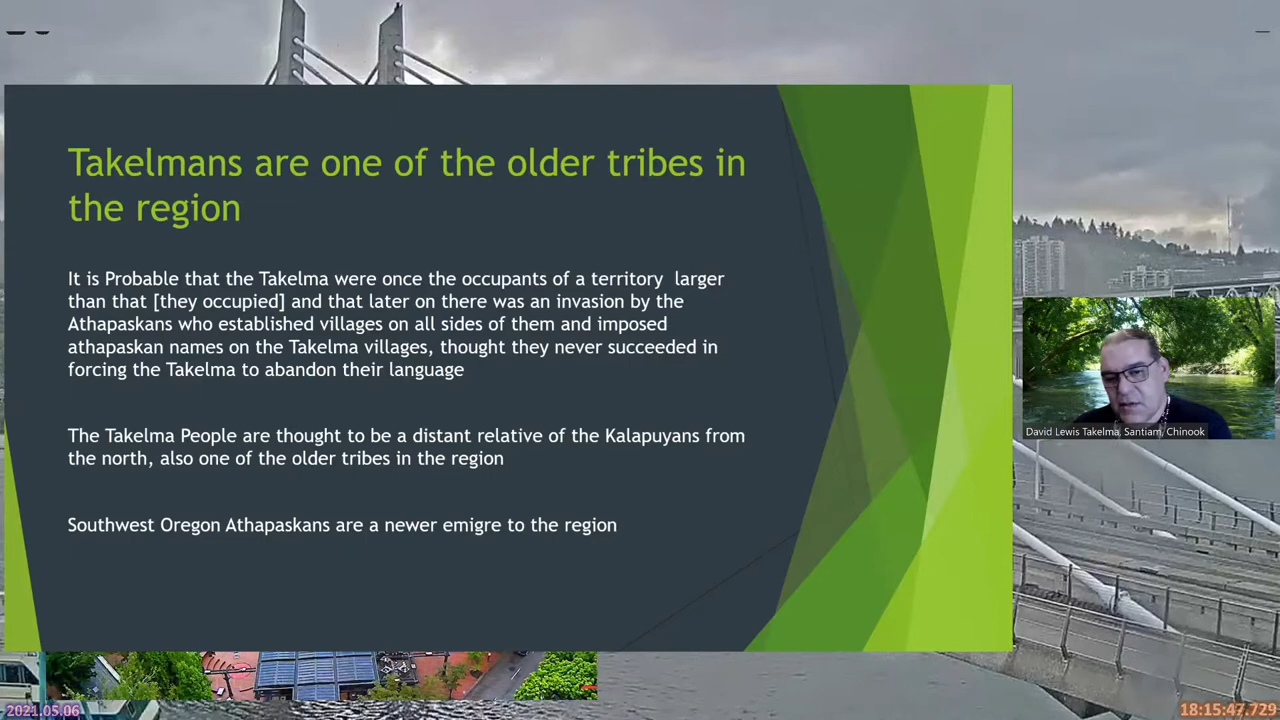 Takelmans are one of the older tribes in
the region
It is Probable that the Takelma were once the occupants of a territory  larger
than that [they occupied] and that later on there was an invasion by the
Athapaskans who established villages on all sides of them and imposed
athapaskan names on the Takelma villages, thought they never succeeded in
forcing the Takelma to abandon their language
The Takelma People are thought to be a distant relative of the Kalapuyans from
the north, also one of the older tribes in the region
Southwest Oregon Athapaskans are a newer emigre to the region
David Lewis Takelma, Santiam, Chinook
2021.05.06
18:15:47.729